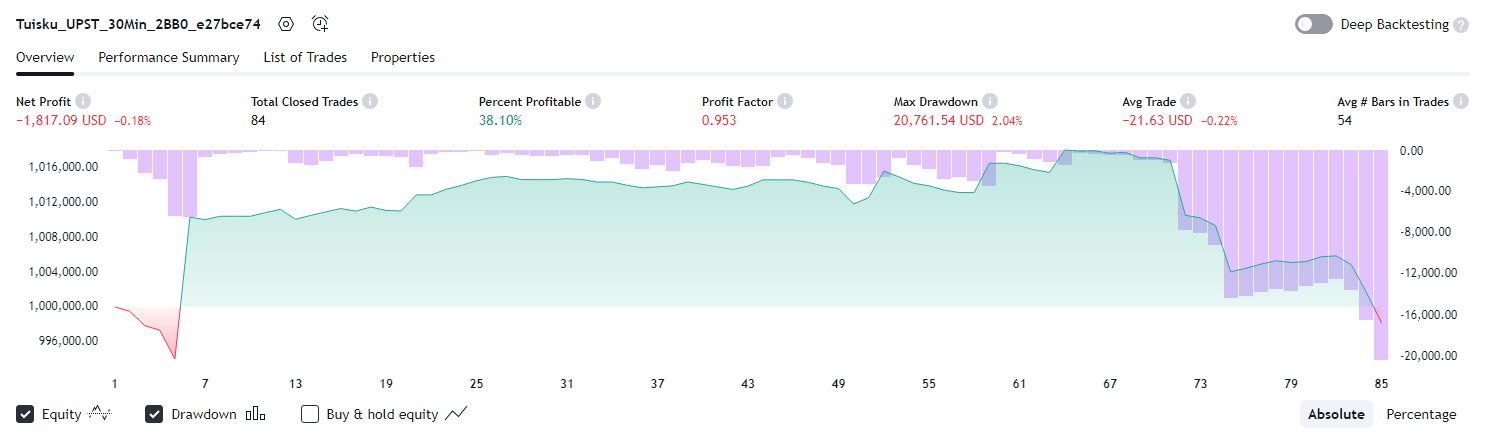 Tuisku_UPST_30Min_2BB0_e27bce74 Deep Backtesting ?
Overview Performance Summary List of Trades Properties
Net Profit Total Closed Trades Percent Profitable Profit Factor Max Drawdown Avg Trade Avg # Bars in Trades
−1,817.09 USD −0.18% 84 38.10% 0.953 20,761.54 USD 2.04% −21.63 USD −0.22% 54
1,016,000.00
1,012,000.00
1,008,000.00
1,004,000.00
1,000,000.00
996,000.00
0.00
-4,000.00
-8,000.00
-12,000.00
-16,000.00
-20,000.00
1 7 13 19 25 31 37 43 49 55 61 67 73 79 85
Equity Drawdown Buy & hold equity Absolute Percentage